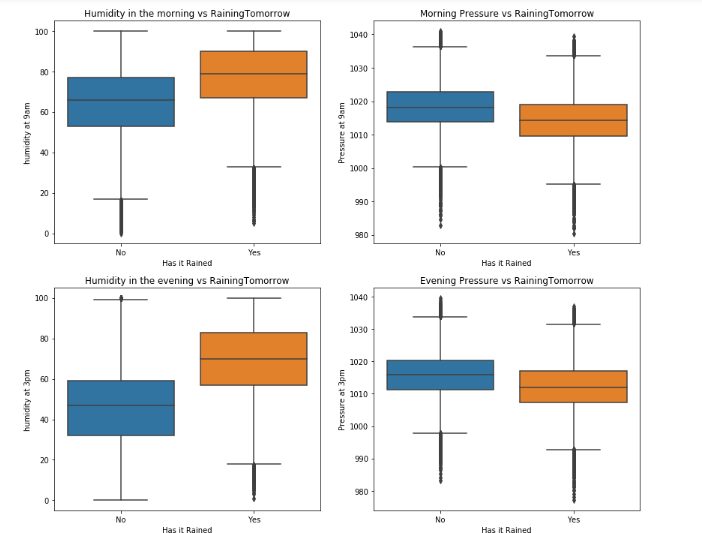 Humidity in the morning vs RainingTomorrow
humidity at 9am
100
80
60
40
20
0
No
Yes
Has it Rained
Morning Pressure vs RainingTomorrow
Pressure at 9am
1040
1030
1020
1010
1000
990
980
No
Yes
Has it Rained
Humidity in the evening vs RainingTomorrow
humidity at 3pm
100
80
60
40
20
0
No
Yes
Has it Rained
Evening Pressure vs RainingTomorrow
Pressure at 3pm
1040
1030
1020
1010
1000
990
980
No
Yes
Has it Rained